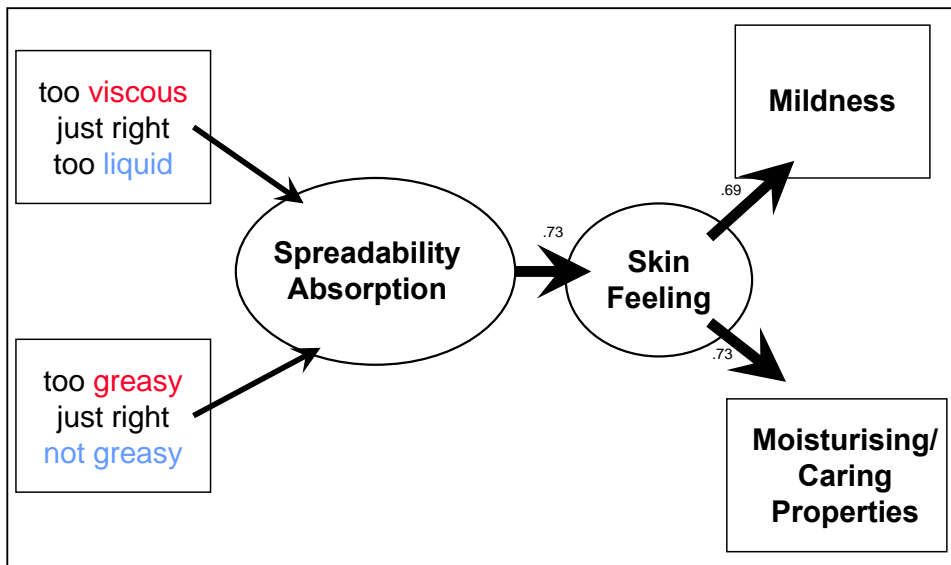 too viscous
just right
too liquid
too greasy
just right
not greasy
Spreadability
Absorption
.73
Skin
Feeling
.69
.73
Mildness
Moisturising/
Caring
Properties